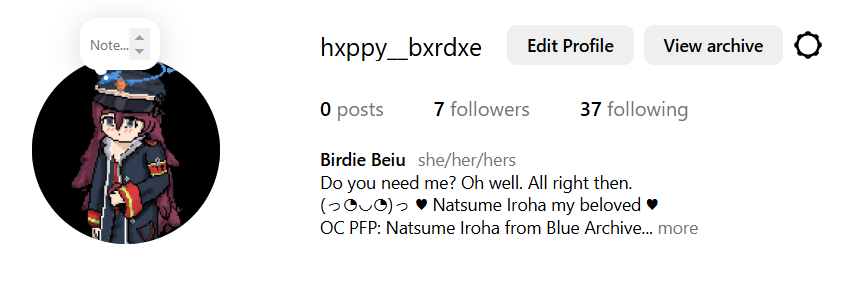 Note...
hxppy__bxrdxe Edit Profile View archive
0 posts 7 followers 37 following
Birdie Beiu she/her/hers
Do you need me? Oh well. All right then.
(っ◔◡◔)っ ♥ Natsume Iroha my beloved ♥
OC PFP: Natsume Iroha from Blue Archive... more